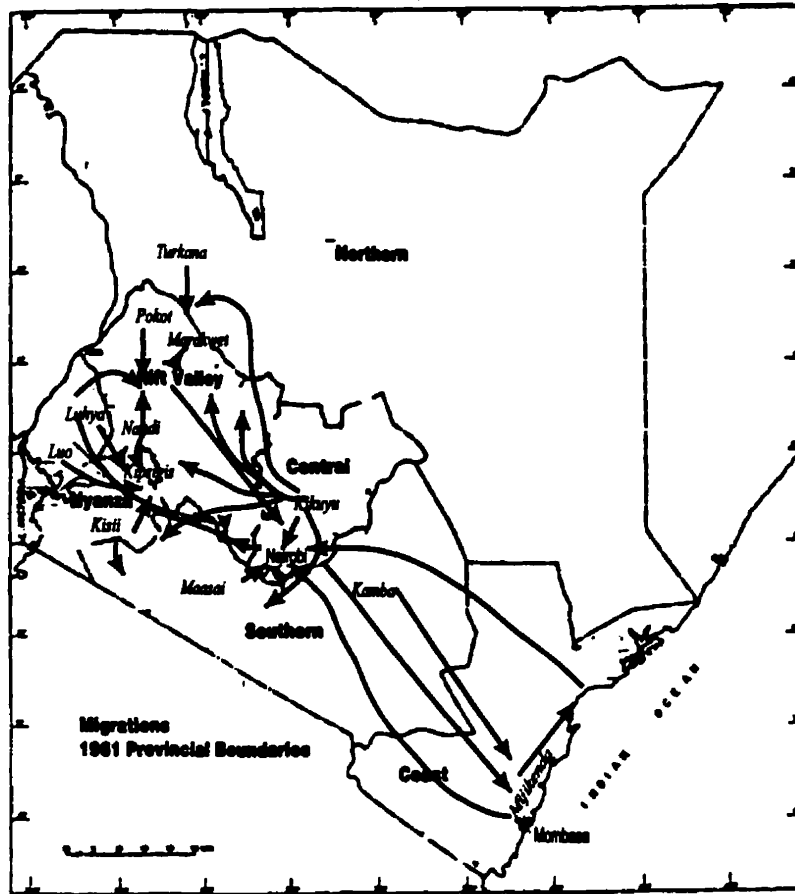 Turkana
Northern
Pokot
Marakwet
Rift Valley
Luhya
Nandi
Luo
Kipsigis
Central
Nyanza
Kikuyu
Kisii
Nairobi
Maasai
Kamba
Southern
Migrations
1961 Provincial Boundaries
Coast
Mijikenda
INDIAN OCEAN
Mombasa